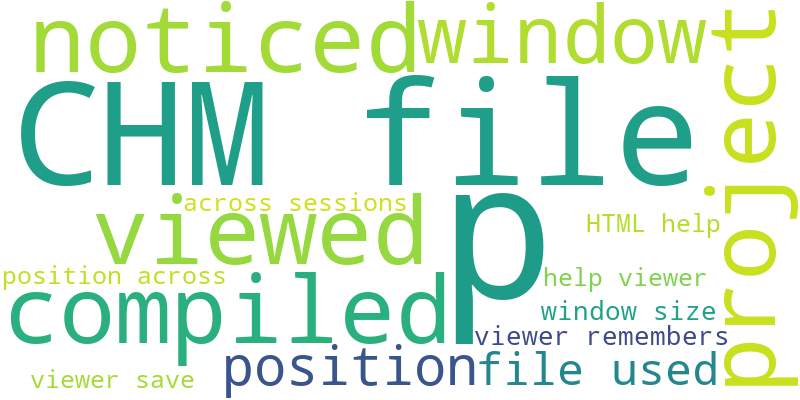 noticed
window
project
CHM file
p
viewed
across sessions
HTML help
position across
help viewer
compiled
window size
viewer remembers
position
file used
viewer save